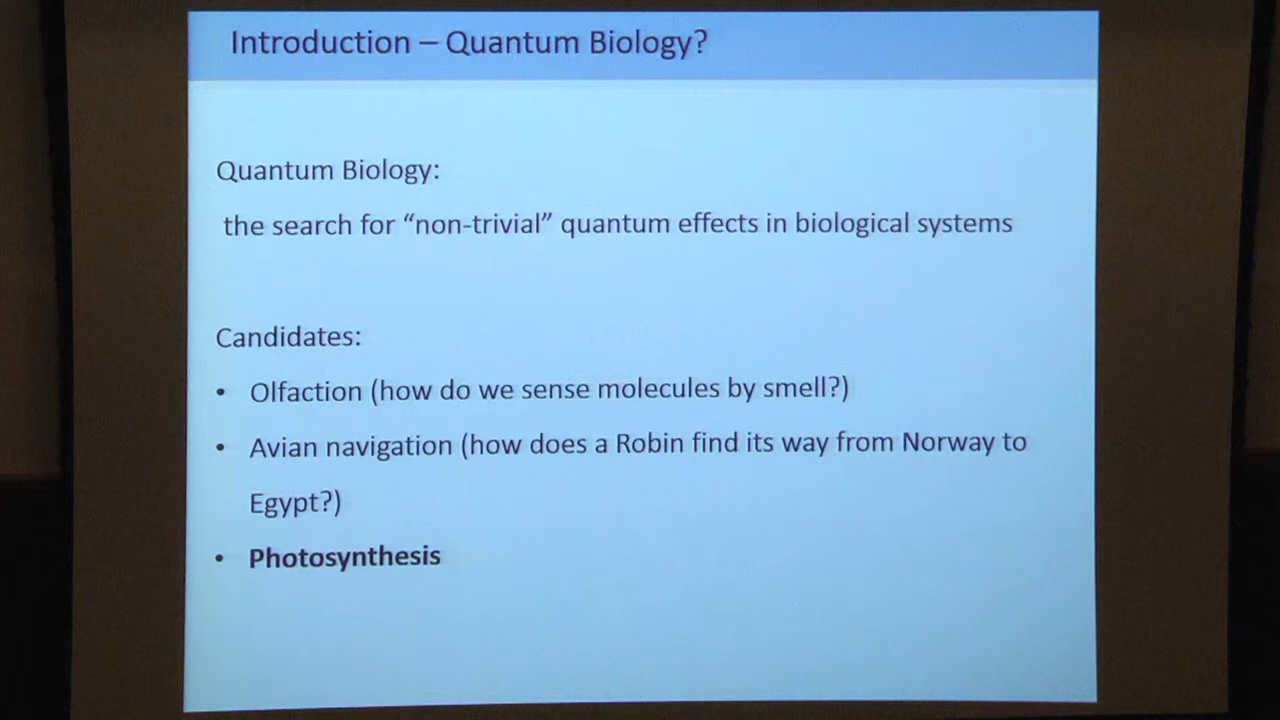 Introduction – Quantum Biology?
Quantum Biology:
the search for “non-trivial” quantum effects in biological systems
Candidates:
• Olfaction (how do we sense molecules by smell?)
• Avian navigation (how does a Robin find its way from Norway to
Egypt?)
• Photosynthesis